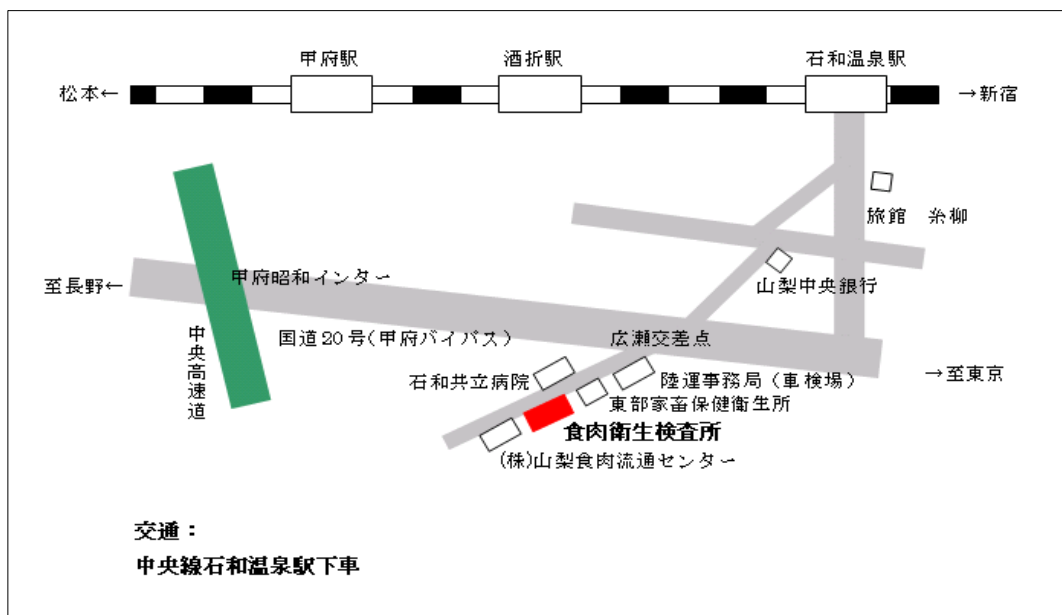 甲府駅
酒折駅
石和温泉駅
松本←
→新宿
旅館 糸柳
甲府昭和インター
至長野←
山梨中央銀行
中央高速道
国道20号(甲府バイパス)
広瀬交差点
→至東京
石和共立病院
陸運事務局(車検場)
東部家畜保健衛生所
食肉衛生検査所
(株)山梨食肉流通センター
交通:
中央線石和温泉駅下車